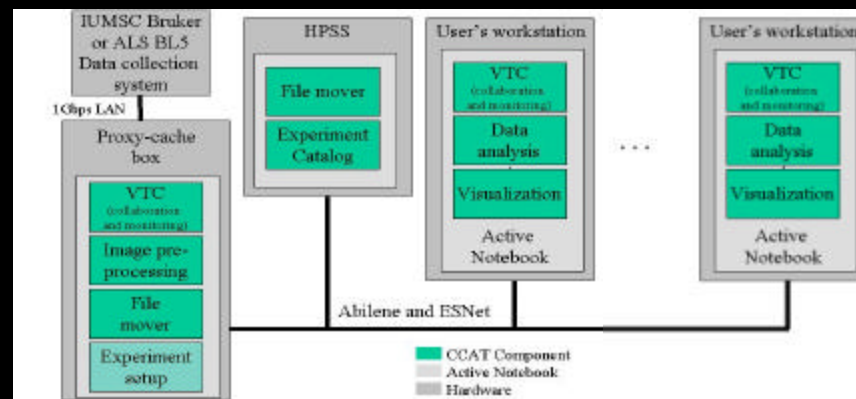 IUMSC Bruker
or ALS BL5
Data collection
system
1Gbps LAN
Proxy-cache
box
VTC
(collaboration
and monitoring)
Image pre-
processing
File
mover
Experiment
setup
HPSS
File mover
Experiment
Catalog
User's workstation
VTC
(collaboration
and monitoring)
Data
analysis
Visualization
Active
Notebook
. . .
User's workstation
VTC
(collaboration
and monitoring)
Data
analysis
Visualization
Active
Notebook
Abilene and ESNet
CCAT Component
Active Notebook
Hardware